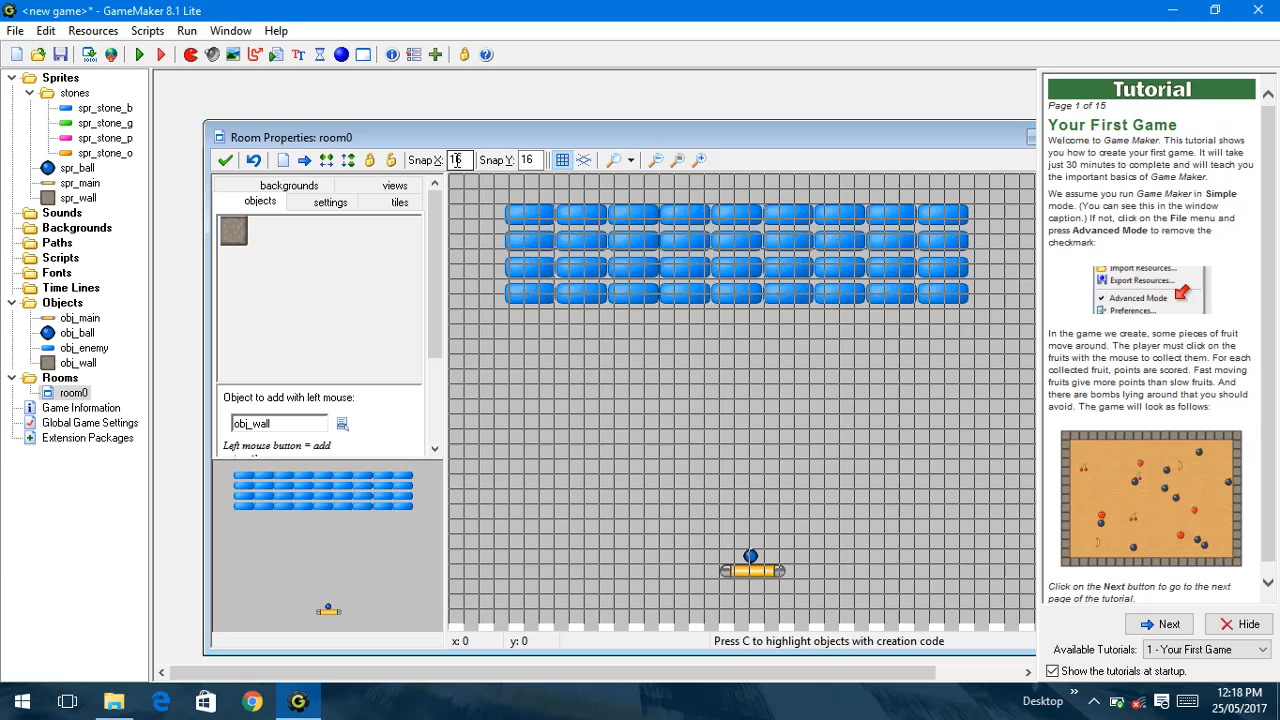 <new game>* - GameMaker 8.1 Lite
File Edit Resources Scripts Run Window Help
Sprites
stones
spr_stone_b
spr_stone_g
spr_stone_p
spr_stone_o
spr_ball
spr_main
spr_wall
Sounds
Backgrounds
Paths
Scripts
Fonts
Time Lines
Objects
obj_main
obj_ball
obj_enemy
obj_wall
Rooms
room0
Game Information
Global Game Settings
Extension Packages
Room Properties: room0
Snap X: 16 Snap Y: 16
backgrounds views
objects settings tiles
Object to add with left mouse:
obj_wall
Left mouse button = add
x: 0 y: 0 Press C to highlight objects with creation code
Tutorial
Page 1 of 15
Your First Game
Welcome to Game Maker. This tutorial shows
you how to create your first game. It will take
just 30 minutes to complete and will teach you
the important basics of Game Maker.
We assume you run Game Maker in Simple
mode. (You can see this in the window
caption.) If not, click on the File menu and
press Advanced Mode to remove the
checkmark:
Import Resources...
Export Resources...
Advanced Mode
Preferences...
In the game we create, some pieces of fruit
move around. The player must click on the
fruits with the mouse to collect them. For each
collected fruit, points are scored. Fast moving
fruits give more points than slow fruits. And
there are bombs lying around that you should
avoid. The game will look as follows:
Click on the Next button to go to the next
page of the tutorial.
Next Hide
Available Tutorials: 1 - Your First Game
Show the tutorials at startup.
Desktop
12:18 PM
25/05/2017